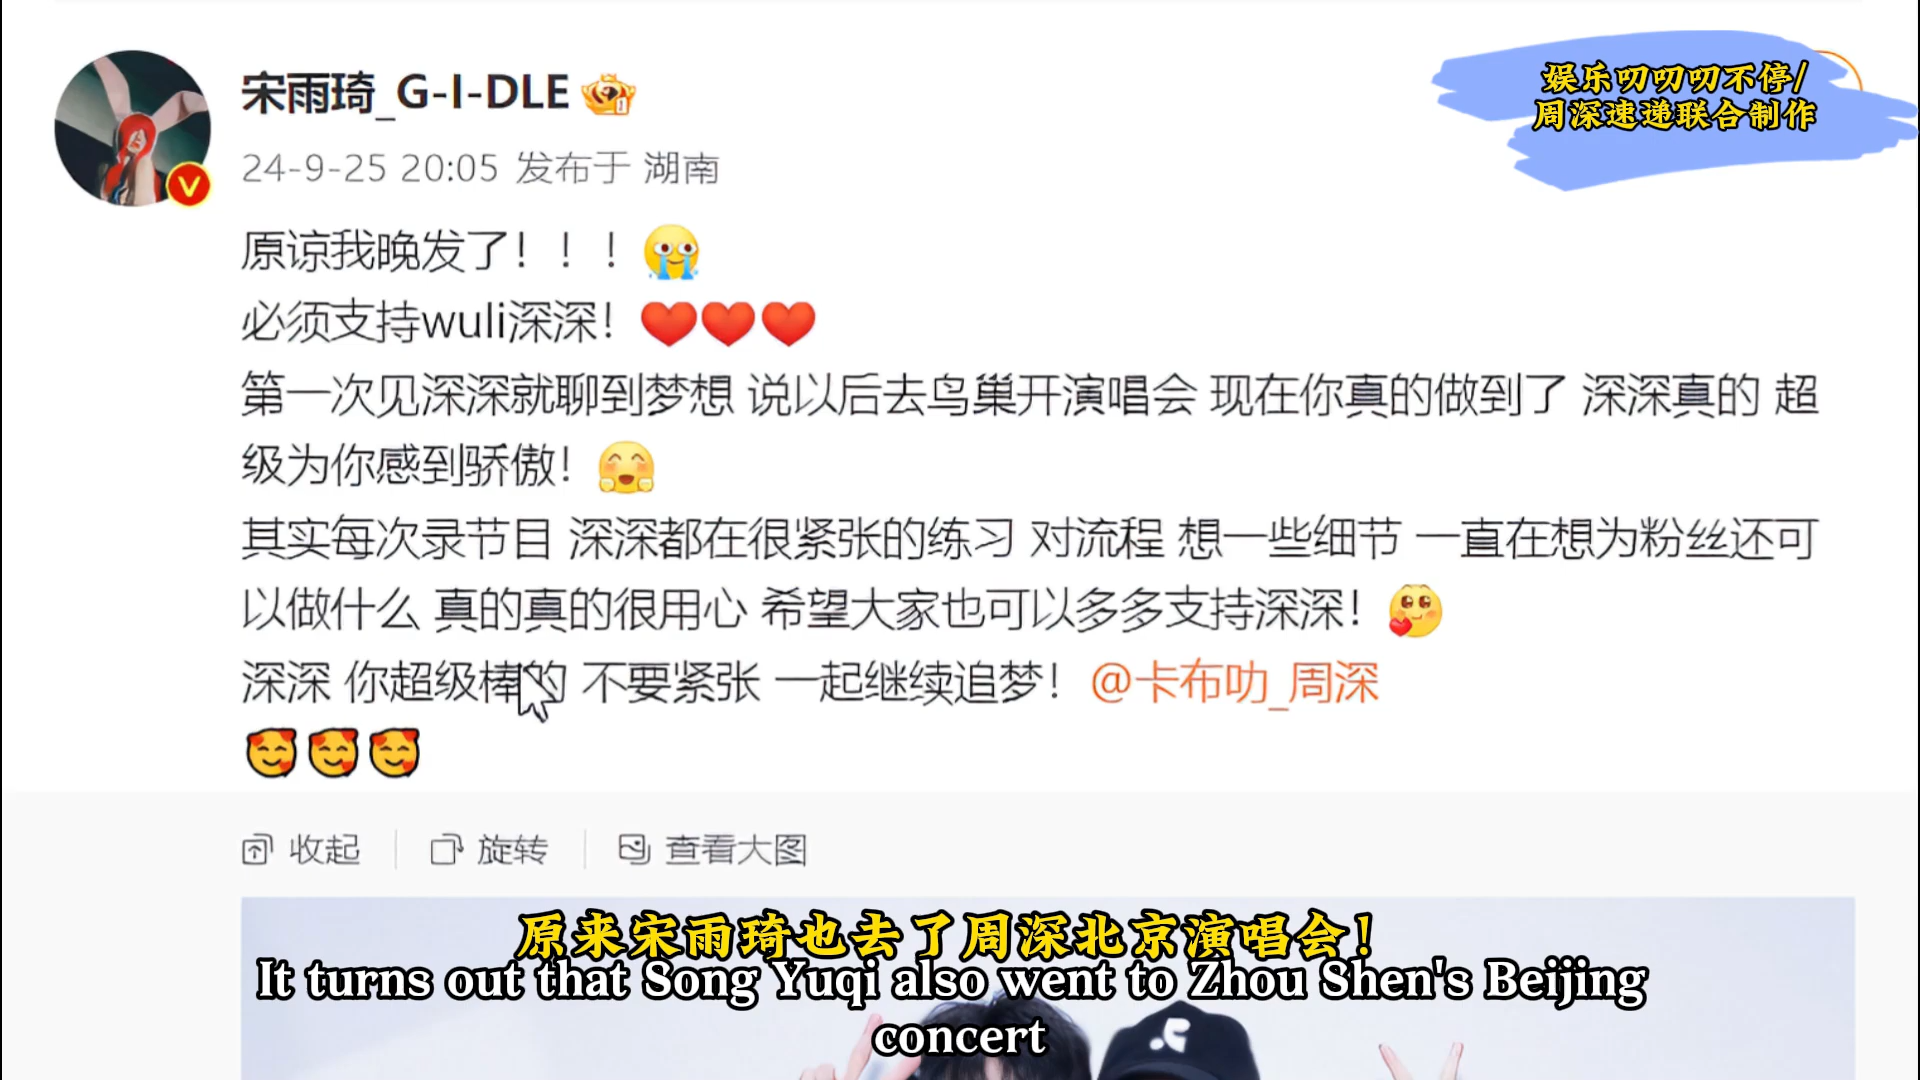 宋雨琦_G-I-DLE
娱乐叨叨叨不停/
周深速递联合制作
24-9-25 20:05 发布于 湖南
原谅我晚发了！！！
必须支持wuli深深！
第一次见深深就聊到梦想 说以后去鸟巢开演唱会 现在你真的做到了 深深真的 超
级为你感到骄傲！
其实每次录节目 深深都在很紧张的练习 对流程 想一些细节 一直在想为粉丝还可
以做什么 真的真的很用心 希望大家也可以多多支持深深！
深深 你超级棒的 不要紧张 一起继续追梦！ @卡布叻_周深
收起 旋转 查看大图
原来宋雨琦也去了周深北京演唱会！
It turns out that Song Yuqi also went to Zhou Shen's Beijing
concert